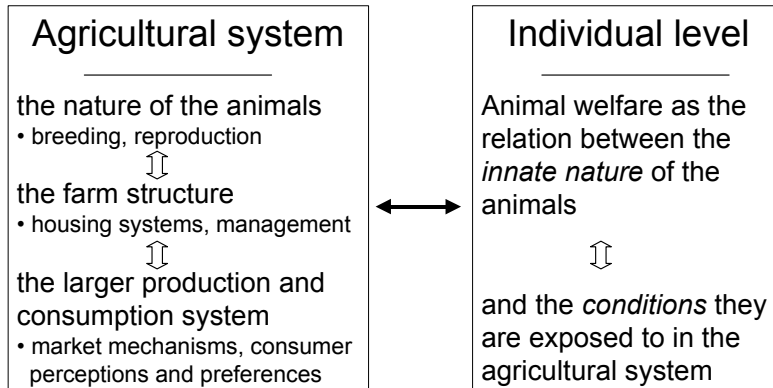 Agricultural system
the nature of the animals
• breeding, reproduction
the farm structure
• housing systems, management
the larger production and
consumption system
• market mechanisms, consumer
perceptions and preferences
Individual level
Animal welfare as the
relation between the
innate nature of the
animals
and the conditions they
are exposed to in the
agricultural system